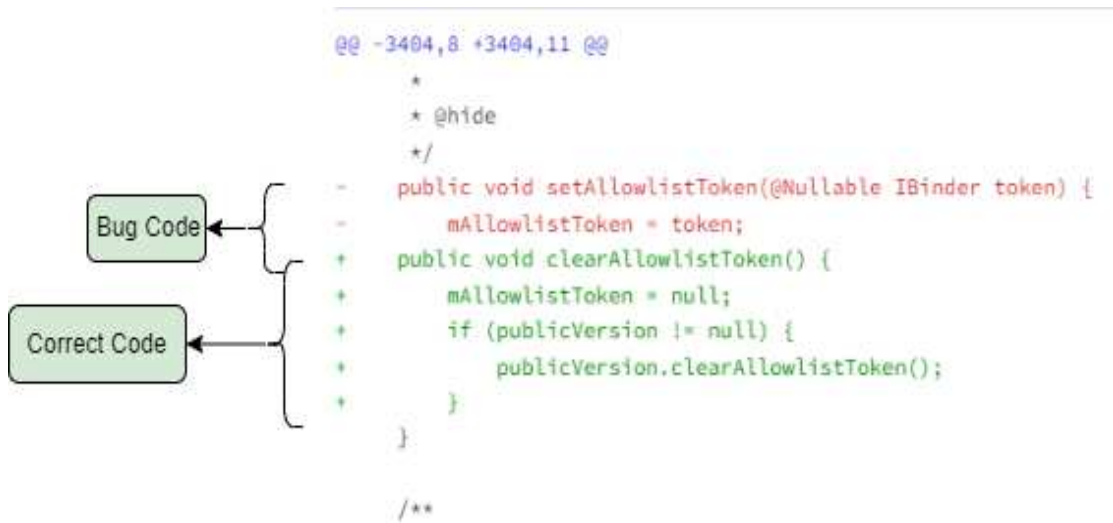 @@ -3404,8 +3404,11 @@
*
* @hide
*/
- public void setAllowlistToken(@Nullable IBinder token) {
- mAllowlistToken = token;
+ public void clearAllowlistToken() {
+ mAllowlistToken = null;
+ if (publicVersion != null) {
+ publicVersion.clearAllowlistToken();
+ }
}
/**
Bug Code
Correct Code